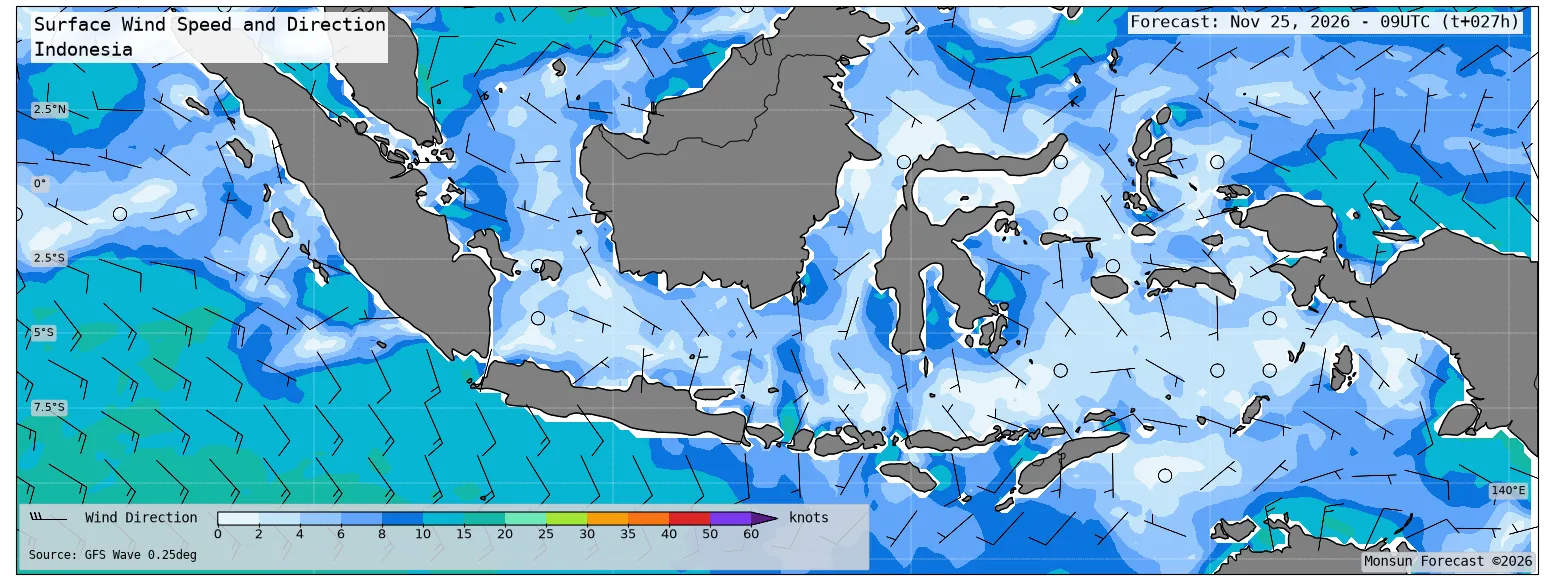 Surface Wind Speed and Direction
Indonesia
Forecast: Nov 25, 2026 - 09UTC (t+027h)
2.5°N
0°
2.5°S
5°S
7.5°S
140°E
Wind Direction
0 2 4 6 8 10 15 20 25 30 35 40 50 60
knots
Source: GFS Wave 0.25deg
Monsun Forecast ©2026